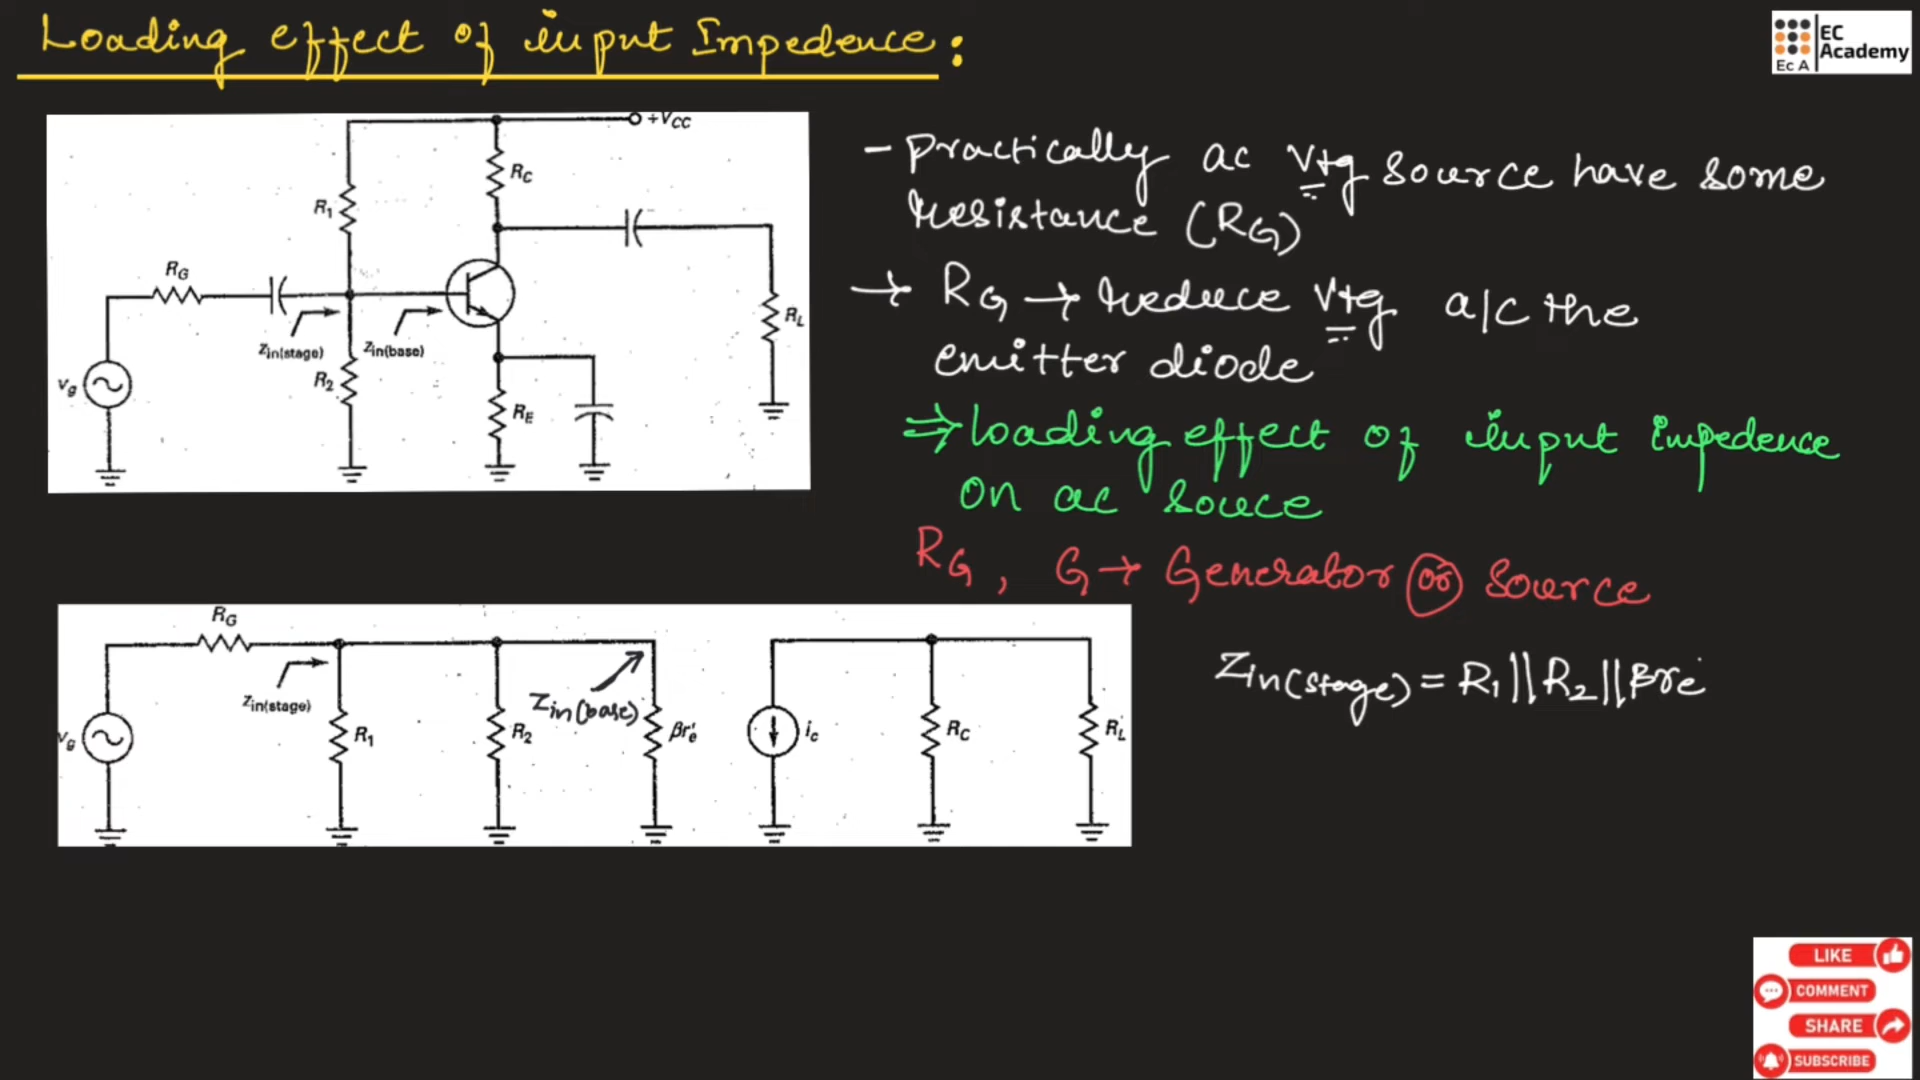 Loading effect of input Impedence :
EC
Academy
Ec A
+VCC
RC
R1
RG
Zin(stage)
Zin(base)
vg
R2
RE
RL
- Practically ac Vtg source have some
resistance (RG)
→ RG → reduce Vtg a/c the
emitter diode
⇒ loading effect of input impedence
on ac souce
RG , G → Generator or Source
RG
Zin(stage)
Zin(base)
vg
R1
R2
βr'e
ic
RC
RL
Zin(stage) = R1 || R2 || βr'e
LIKE
COMMENT
SHARE
SUBSCRIBE